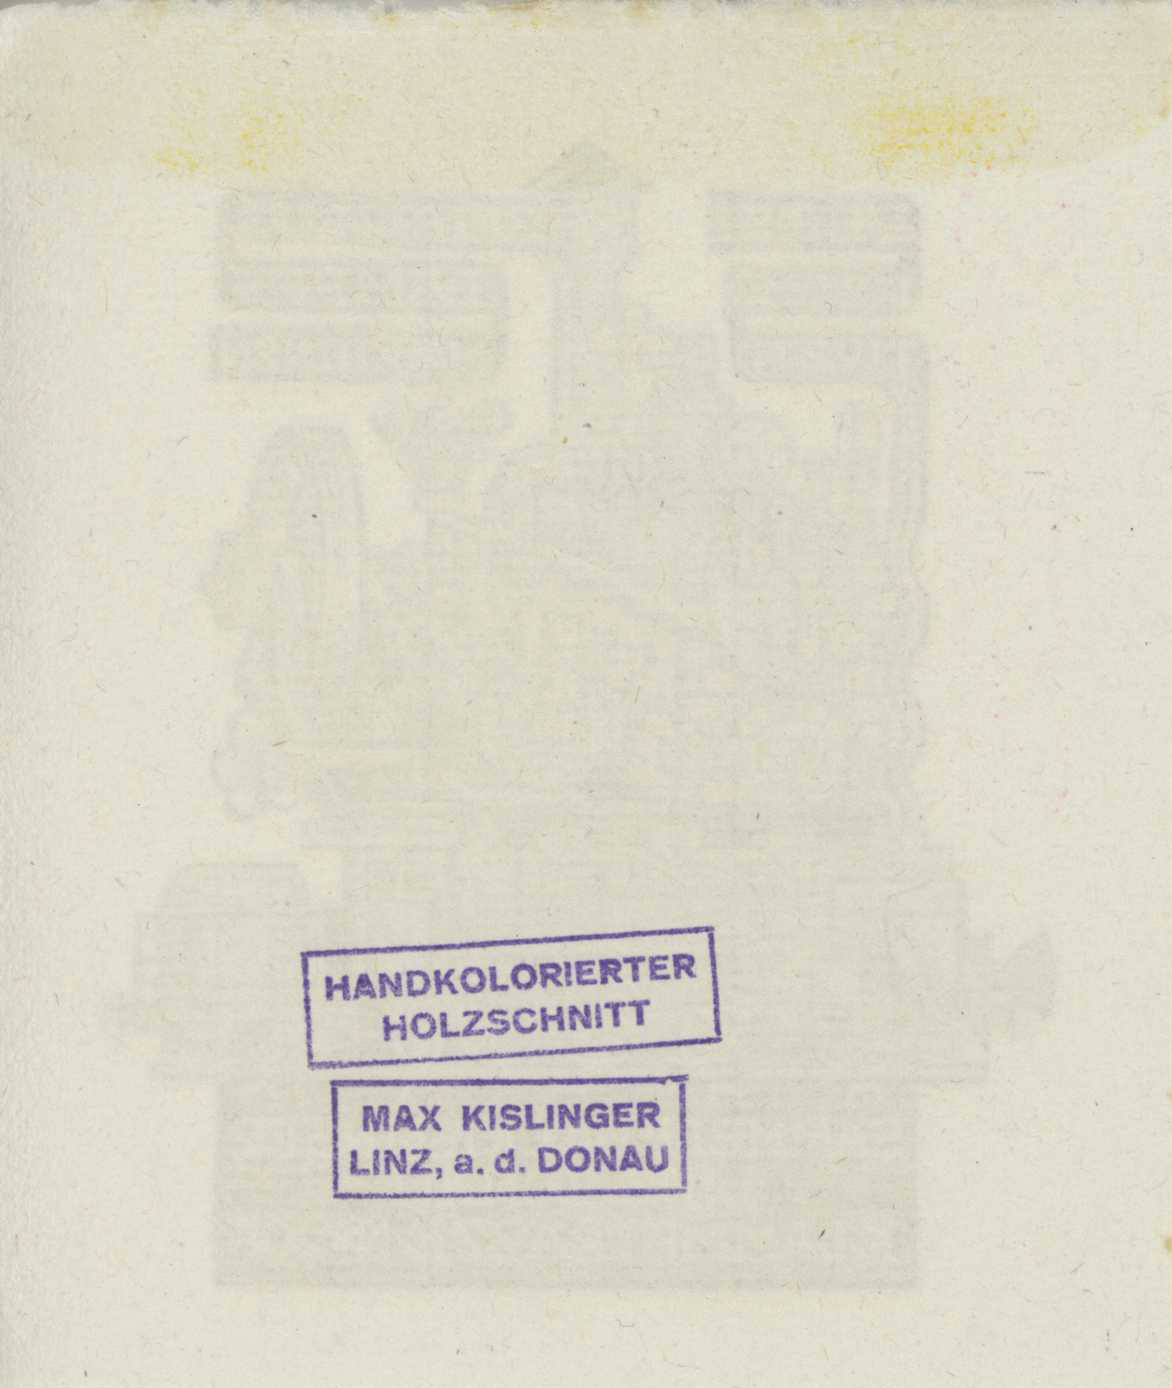 HANDKOLORIERTER
HOLZSCHNITT
MAX KISLINGER
LINZ, a. d. DONAU